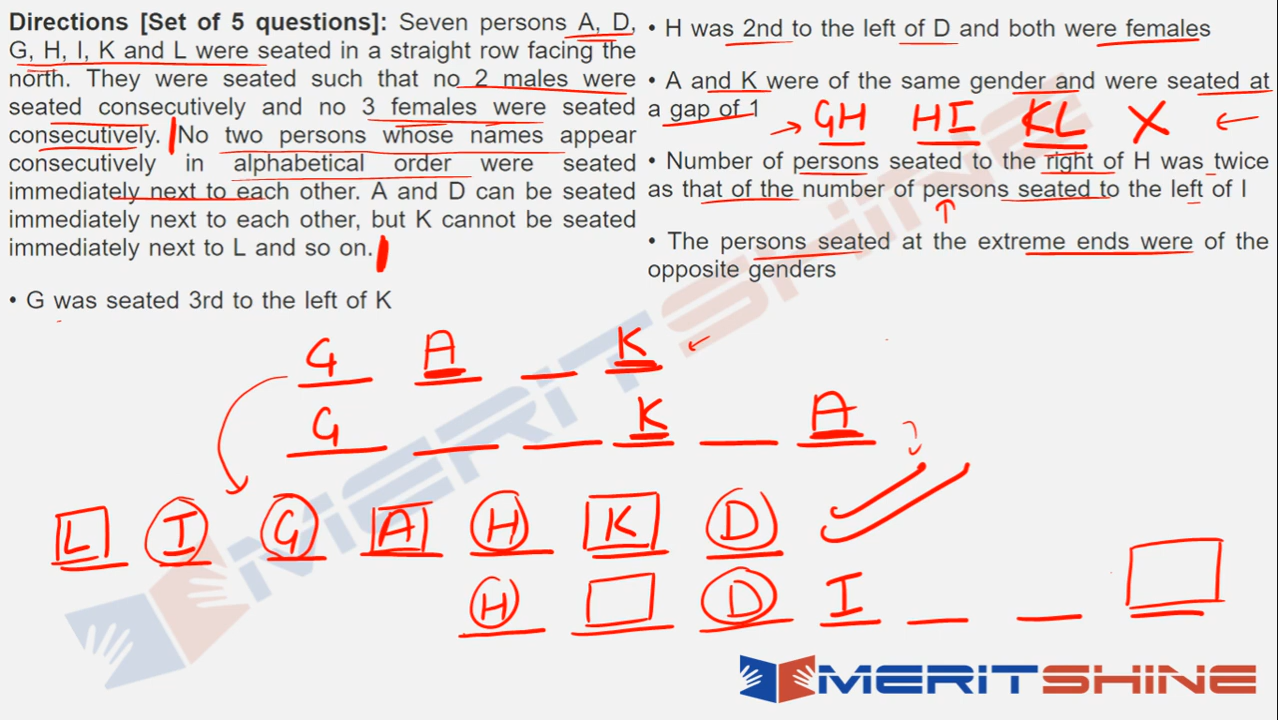 Directions [Set of 5 questions]: Seven persons A, D,
G, H, I, K and L were seated in a straight row facing the
north. They were seated such that no 2 males were
seated consecutively and no 3 females were seated
consecutively. No two persons whose names appear
consecutively in alphabetical order were seated
immediately next to each other. A and D can be seated
immediately next to each other, but K cannot be seated
immediately next to L and so on.
• G was seated 3rd to the left of K
• H was 2nd to the left of D and both were females
• A and K were of the same gender and were seated at
a gap of 1
GH HI KL X
• Number of persons seated to the right of H was twice
as that of the number of persons seated to the left of I
• The persons seated at the extreme ends were of the
opposite genders
G A K
G K A
?
L I G A H K D
H D I
MERITSHINE
MERITSHINE